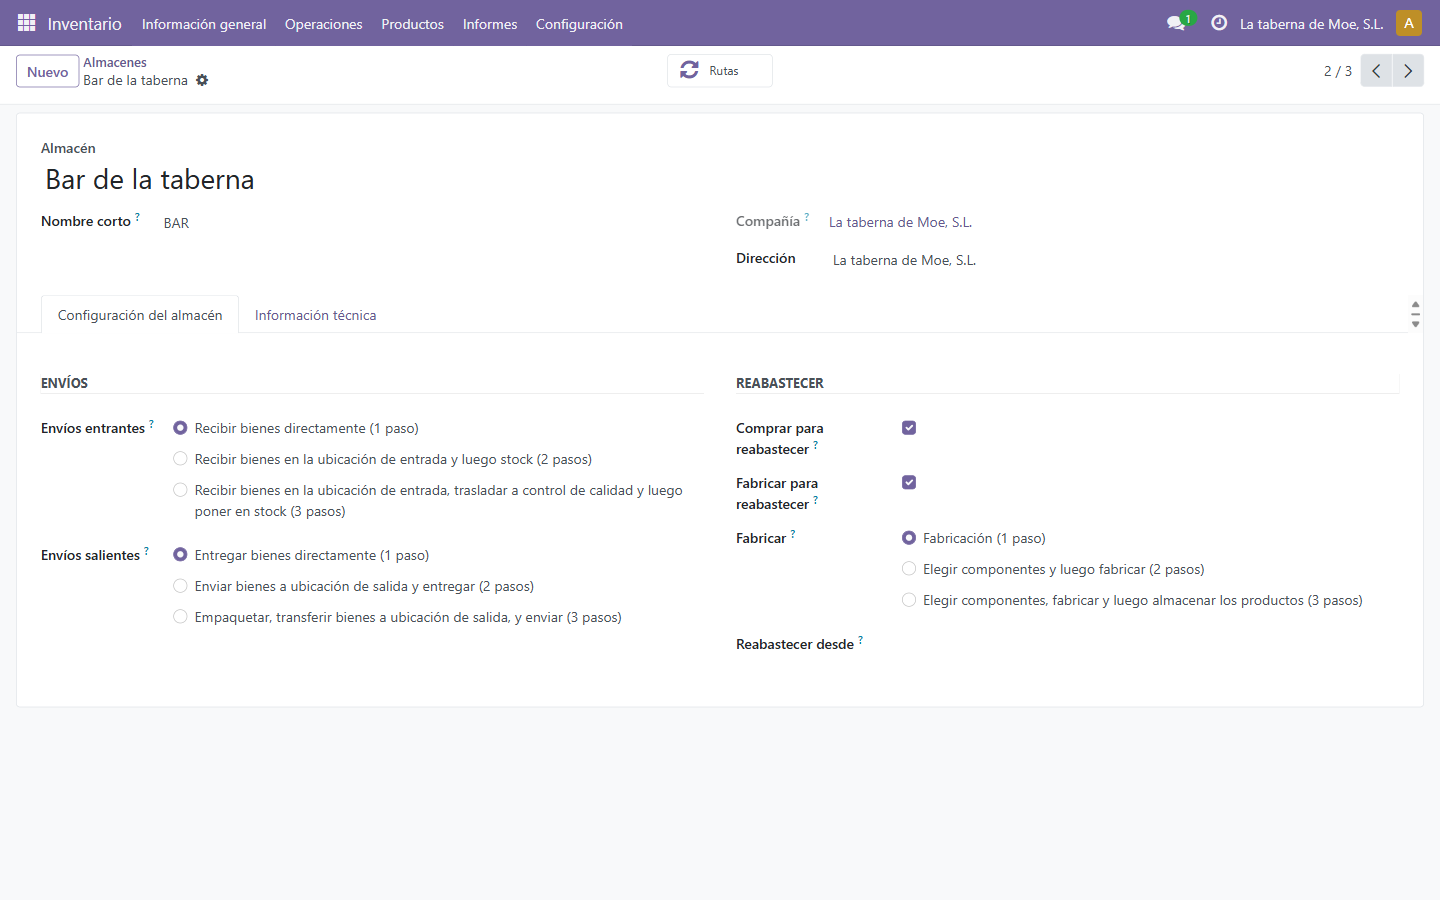 Inventario
Información general
Operaciones
Productos
Informes
Configuración
1
La taberna de Moe, S.L.
A
Nuevo
Almacenes
Bar de la taberna
Rutas
2 / 3
Almacén
Bar de la taberna
Nombre corto ?
BAR
Compañía ?
La taberna de Moe, S.L.
Dirección
La taberna de Moe, S.L.
Configuración del almacén
Información técnica
ENVÍOS
Envíos entrantes ?
Recibir bienes directamente (1 paso)
Recibir bienes en la ubicación de entrada y luego stock (2 pasos)
Recibir bienes en la ubicación de entrada, trasladar a control de calidad y luego
poner en stock (3 pasos)
Envíos salientes ?
Entregar bienes directamente (1 paso)
Enviar bienes a ubicación de salida y entregar (2 pasos)
Empaquetar, transferir bienes a ubicación de salida, y enviar (3 pasos)
REABASTECER
Comprar para
reabastecer ?
Fabricar para
reabastecer ?
Fabricar ?
Fabricación (1 paso)
Elegir componentes y luego fabricar (2 pasos)
Elegir componentes, fabricar y luego almacenar los productos (3 pasos)
Reabastecer desde ?